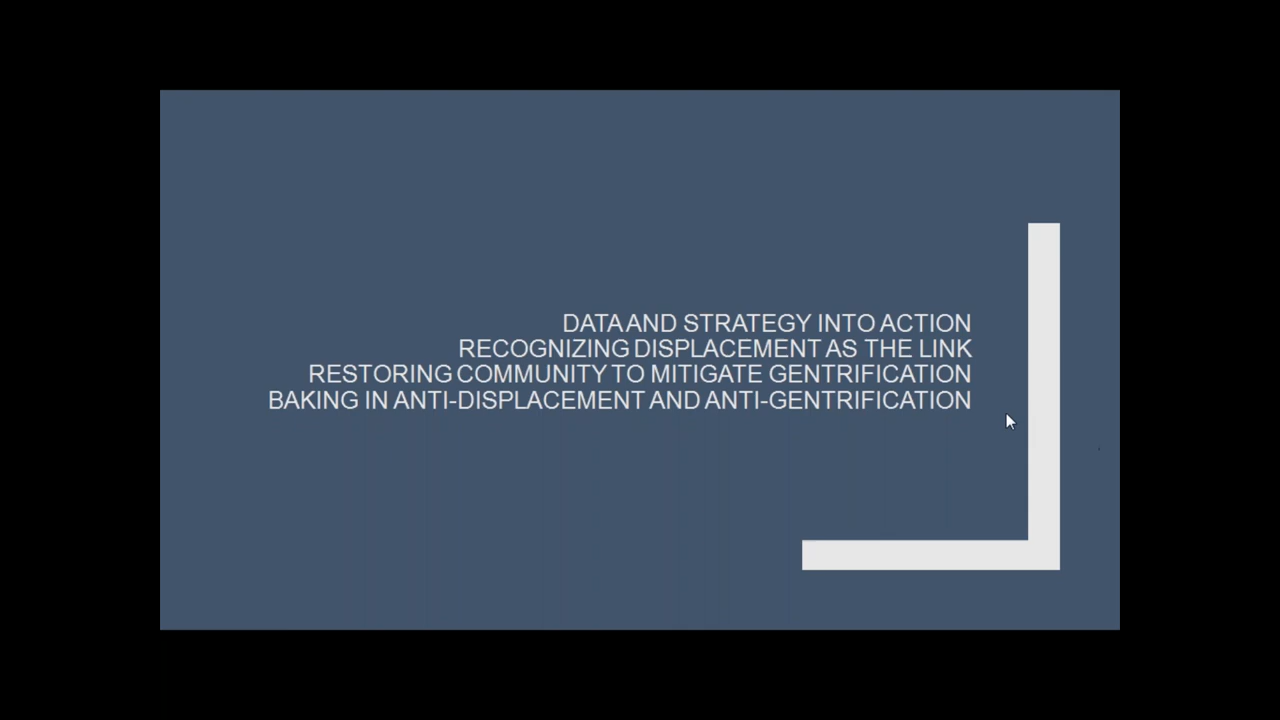 DATA AND STRATEGY INTO ACTION
RECOGNIZING DISPLACEMENT AS THE LINK
RESTORING COMMUNITY TO MITIGATE GENTRIFICATION
BAKING IN ANTI-DISPLACEMENT AND ANTI-GENTRIFICATION